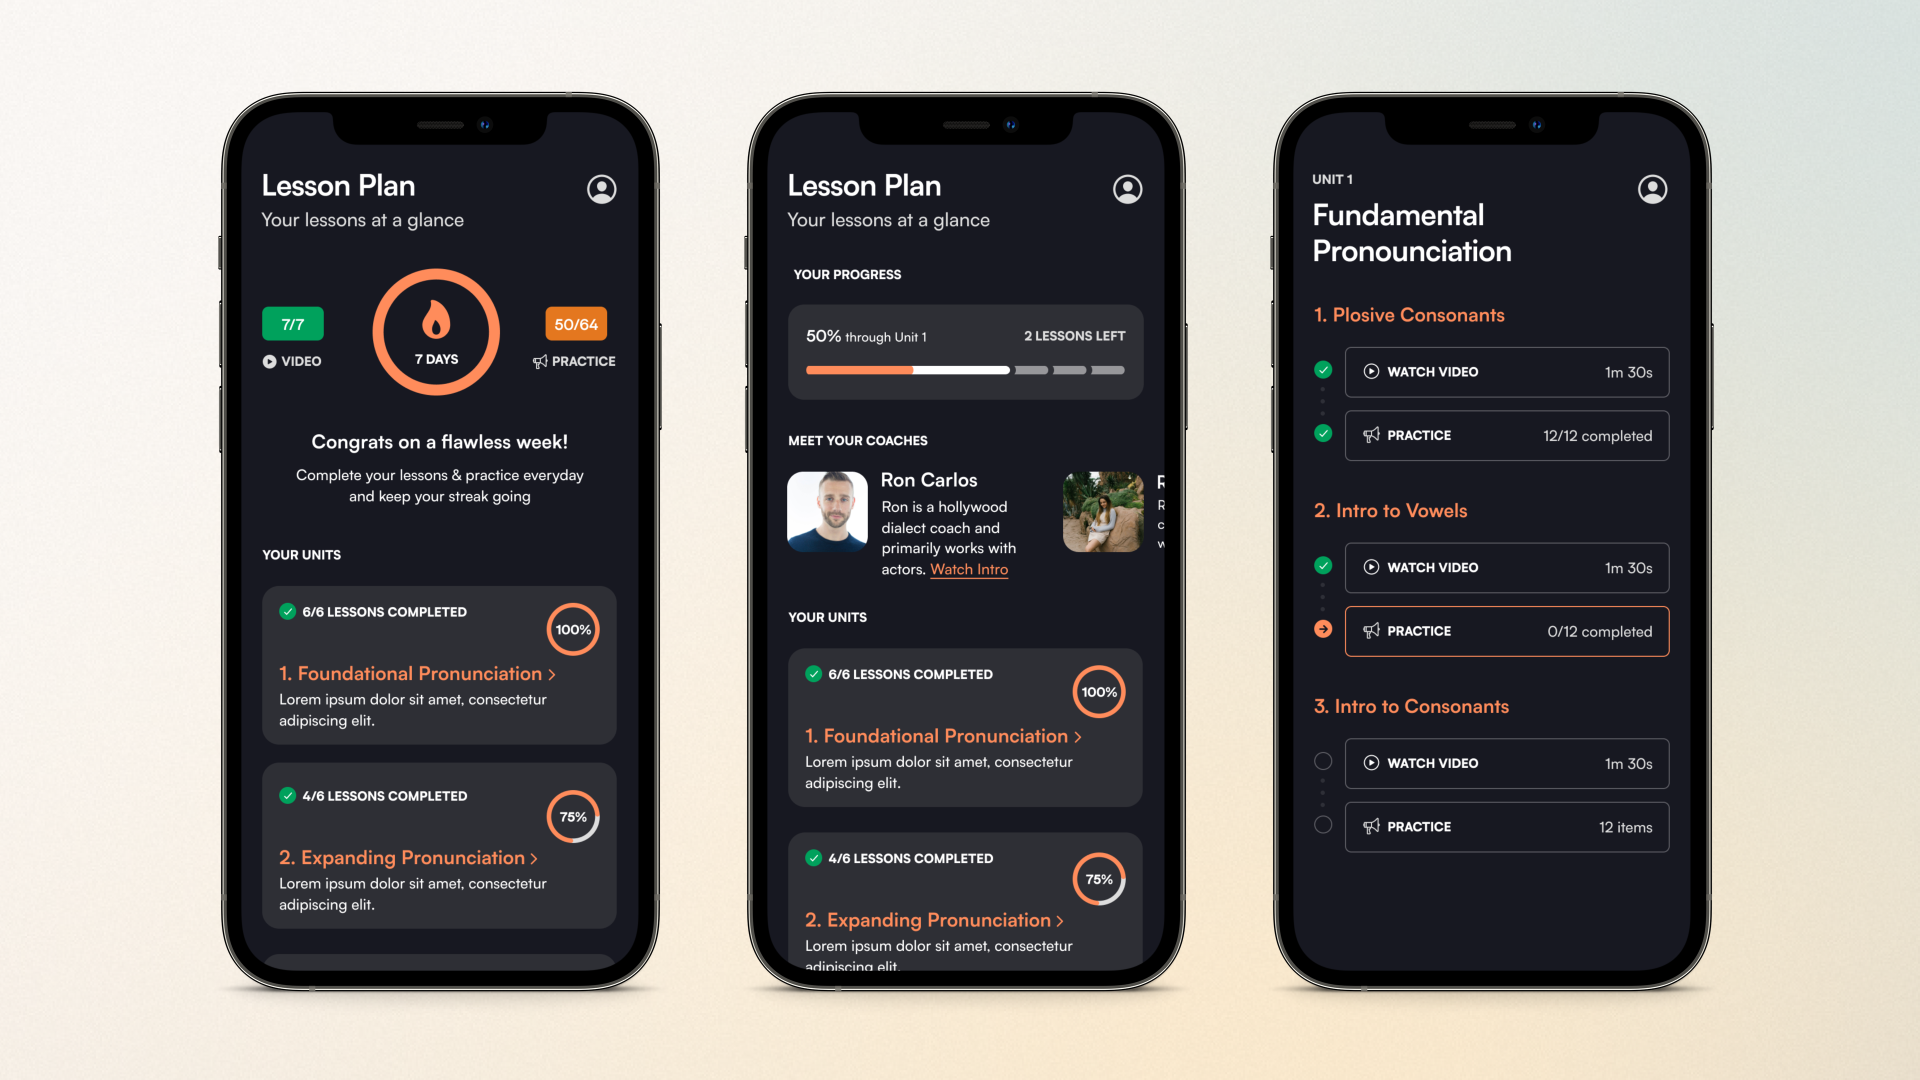 Lesson Plan
Your lessons at a glance
7/7
VIDEO
7 DAYS
50/64
PRACTICE
Congrats on a flawless week!
Complete your lessons & practice everyday
and keep your streak going
YOUR UNITS
6/6 LESSONS COMPLETED
100%
1. Foundational Pronunciation >
Lorem ipsum dolor sit amet, consectetur
adipiscing elit.
4/6 LESSONS COMPLETED
75%
2. Expanding Pronunciation >
Lorem ipsum dolor sit amet, consectetur
adipiscing elit.
Lesson Plan
Your lessons at a glance
YOUR PROGRESS
50% through Unit 1
2 LESSONS LEFT
MEET YOUR COACHES
Ron Carlos
Ron is a hollywood
dialect coach and
primarily works with
actors. Watch Intro
YOUR UNITS
6/6 LESSONS COMPLETED
100%
1. Foundational Pronunciation >
Lorem ipsum dolor sit amet, consectetur
adipiscing elit.
4/6 LESSONS COMPLETED
75%
2. Expanding Pronunciation >
Lorem ipsum dolor sit amet, consectetur
adipiscing elit.
UNIT 1
Fundamental
Pronounciation
1. Plosive Consonants
WATCH VIDEO 1m 30s
PRACTICE 12/12 completed
2. Intro to Vowels
WATCH VIDEO 1m 30s
PRACTICE 0/12 completed
3. Intro to Consonants
WATCH VIDEO 1m 30s
PRACTICE 12 items